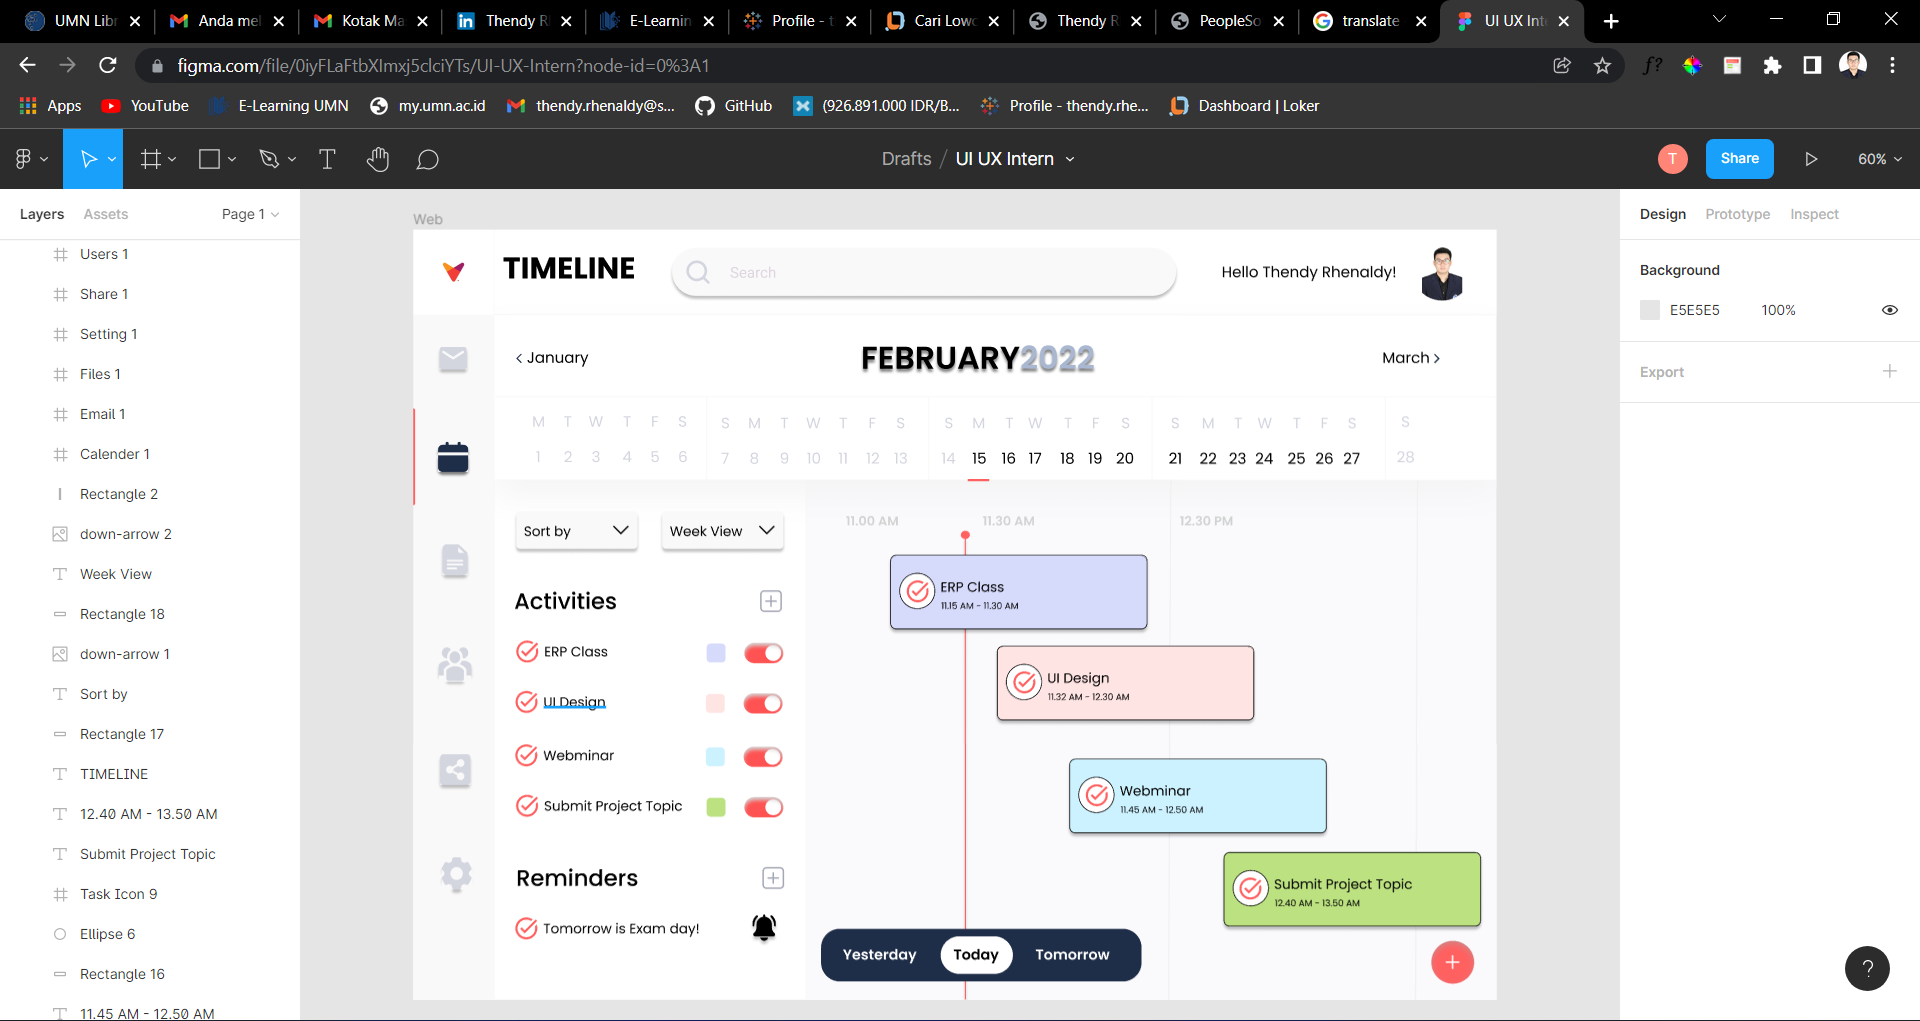 UMN Libr
Anda mel
Kotak Ma
Thendy R
E-Learnin
Profile - t
Cari Lowo
Thendy R
PeopleSo
translate
UI UX Inte
figma.com/file/0iyFLaFtbXImxj5clciYTs/UI-UX-Intern?node-id=0%3A1
f?
Apps
YouTube
E-Learning UMN
my.umn.ac.id
thendy.rhenaldy@s...
GitHub
(926.891.000 IDR/B...
Profile - thendy.rhe...
Dashboard | Loker
Drafts / UI UX Intern
T
Share
60%
Layers
Assets
Page 1
Users 1
Share 1
Setting 1
Files 1
Email 1
Calender 1
Rectangle 2
down-arrow 2
Week View
Rectangle 18
down-arrow 1
Sort by
Rectangle 17
TIMELINE
12.40 AM - 13.50 AM
Submit Project Topic
Task Icon 9
Ellipse 6
Rectangle 16
11.45 AM - 12.50 AM
Web
TIMELINE
Search
Hello Thendy Rhenaldy!
< January
FEBRUARY2022
March >
M T W T F S S M T W T F S S M T W T F S S M T W T F S S
1 2 3 4 5 6 7 8 9 10 11 12 13 14 15 16 17 18 19 20 21 22 23 24 25 26 27 28
Sort by
Week View
Activities
ERP Class
UI Design
Webminar
Submit Project Topic
Reminders
Tomorrow is Exam day!
11.00 AM
11.30 AM
12.30 PM
ERP Class
11.15 AM - 11.30 AM
UI Design
11.32 AM - 12.30 AM
Webminar
11.45 AM - 12.50 AM
Submit Project Topic
12.40 AM - 13.50 AM
Yesterday
Today
Tomorrow
+
Design
Prototype
Inspect
Background
E5E5E5
100%
Export
?